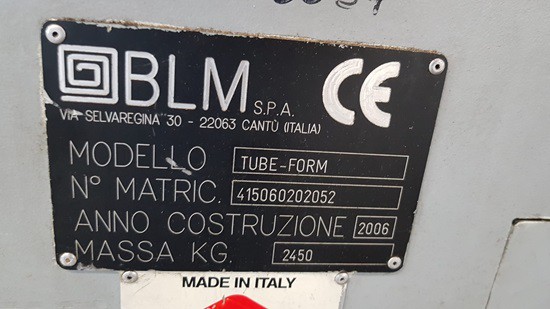 BLM S.P.A. CE
VIA SELVAREGINA 30 - 22063 CANTÙ (ITALIA)
MODELLO TUBE-FORM
N° MATRIC. 415060202052
ANNO COSTRUZIONE 2006
MASSA KG. 2450
MADE IN ITALY